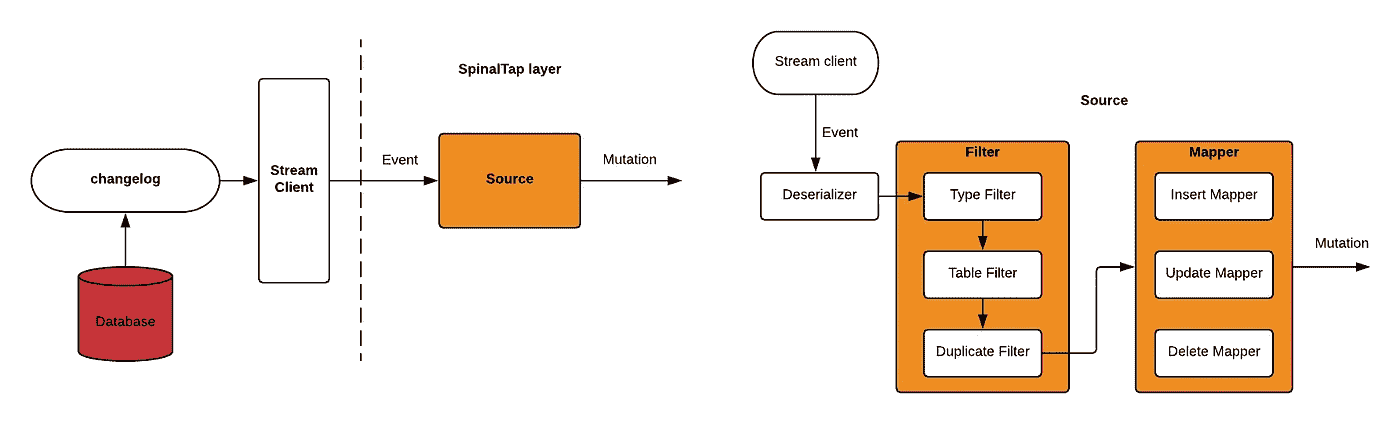 SpinalTap layer
changelog
Stream
Client
Event
Source
Mutation
Database
Stream client
Event
Source
Deserializer
Filter
Type Filter
Table Filter
Duplicate Filter
Mapper
Insert Mapper
Update Mapper
Delete Mapper
Mutation